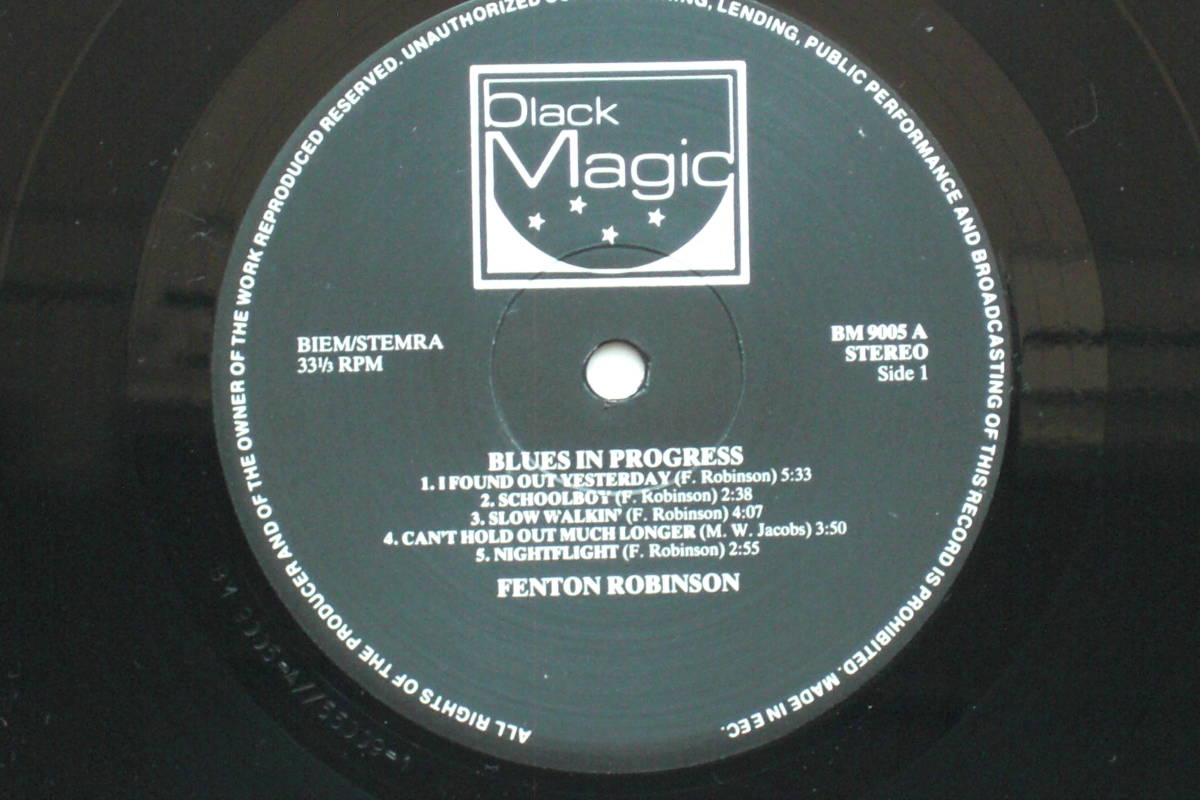 ALL RIGHTS OF THE PRODUCER AND OF THE OWNER OF THE WORK REPRODUCED RESERVED. UNAUTHORIZED LENDING, PUBLIC PERFORMANCE AND BROADCASTING OF THIS RECORD IS PROHIBITED. MADE IN EEC.
black
Magic
BIEM/STEMRA
33⅓ RPM
BM 9005 A
STEREO
Side 1
BLUES IN PROGRESS
1. I FOUND OUT YESTERDAY (F. Robinson) 5:33
2. SCHOOLBOY (F. Robinson) 2:38
3. SLOW WALKIN' (F. Robinson) 4:07
4. CAN'T HOLD OUT MUCH LONGER (M. W. Jacobs) 3:50
5. NIGHTFLIGHT (F. Robinson) 2:55
FENTON ROBINSON